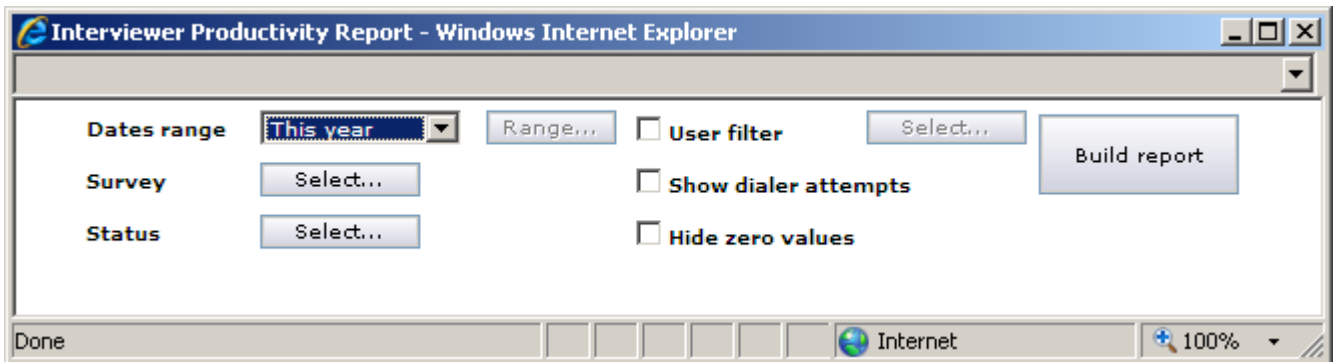 Interviewer Productivity Report - Windows Internet Explorer
Dates range This year Range... User filter Select... Build report
Survey Select... Show dialer attempts
Status Select... Hide zero values
Done Internet 100%